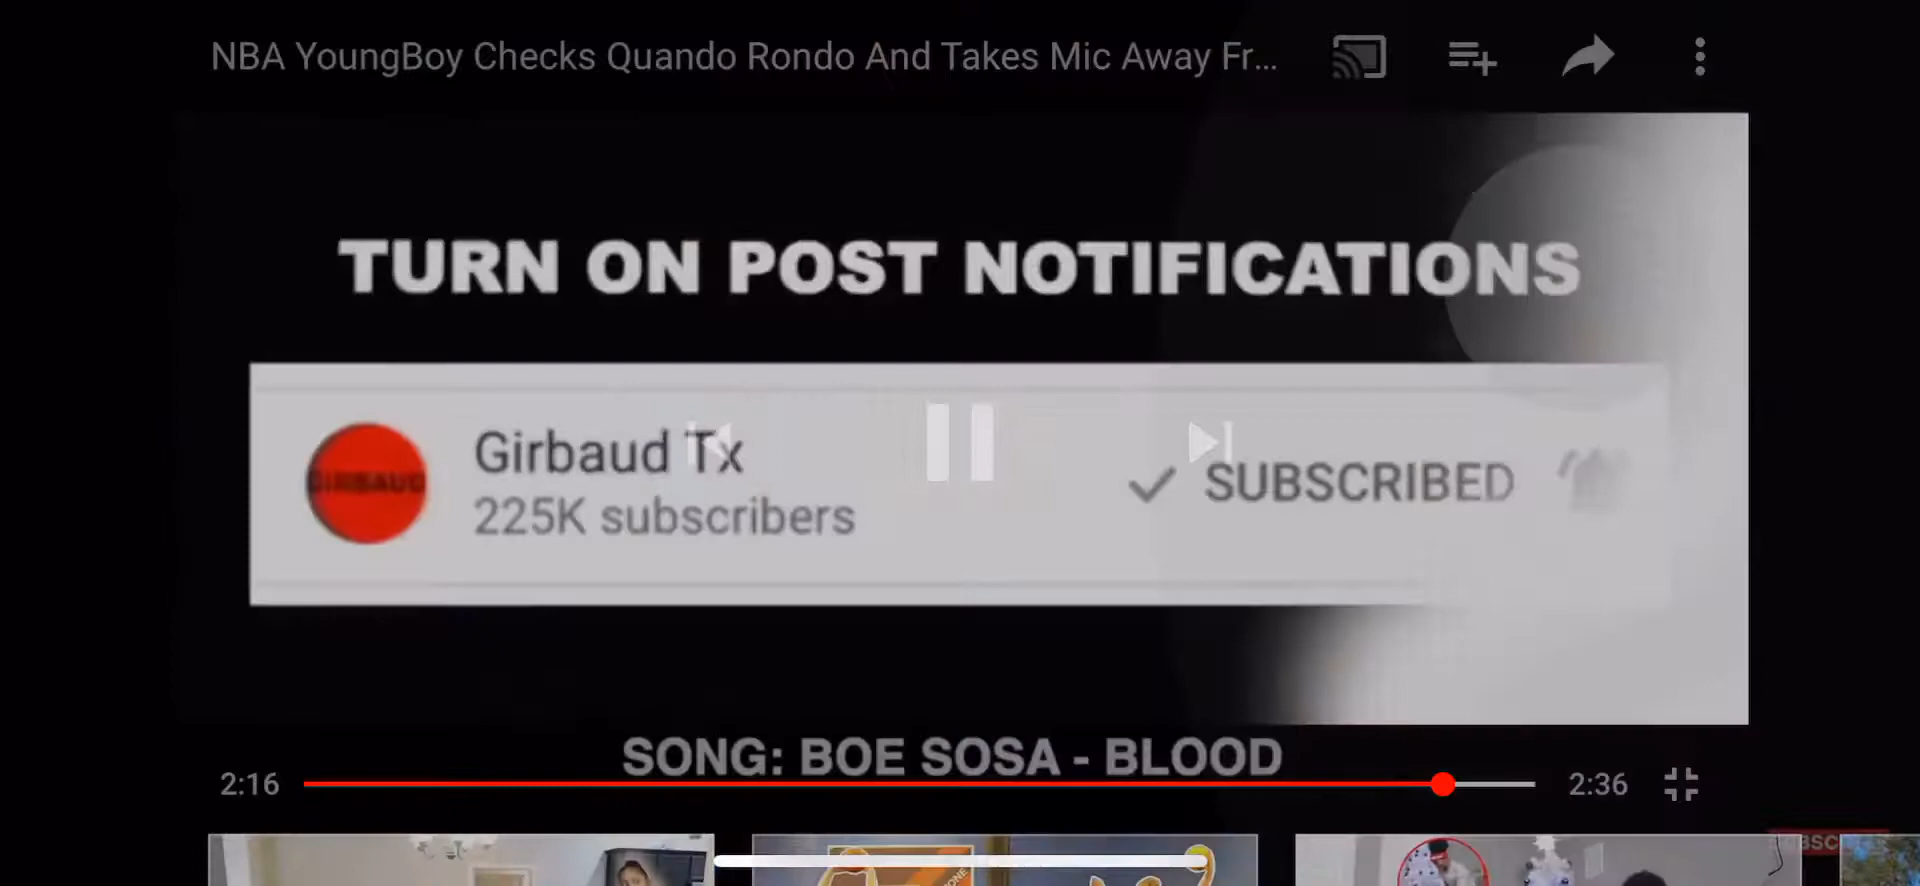 NBA YoungBoy Checks Quando Rondo And Takes Mic Away Fr...
TURN ON POST NOTIFICATIONS
GIRBAUD
Girbaud Tx
225K subscribers
SUBSCRIBED
SONG: BOE SOSA - BLOOD
2:16
2:36